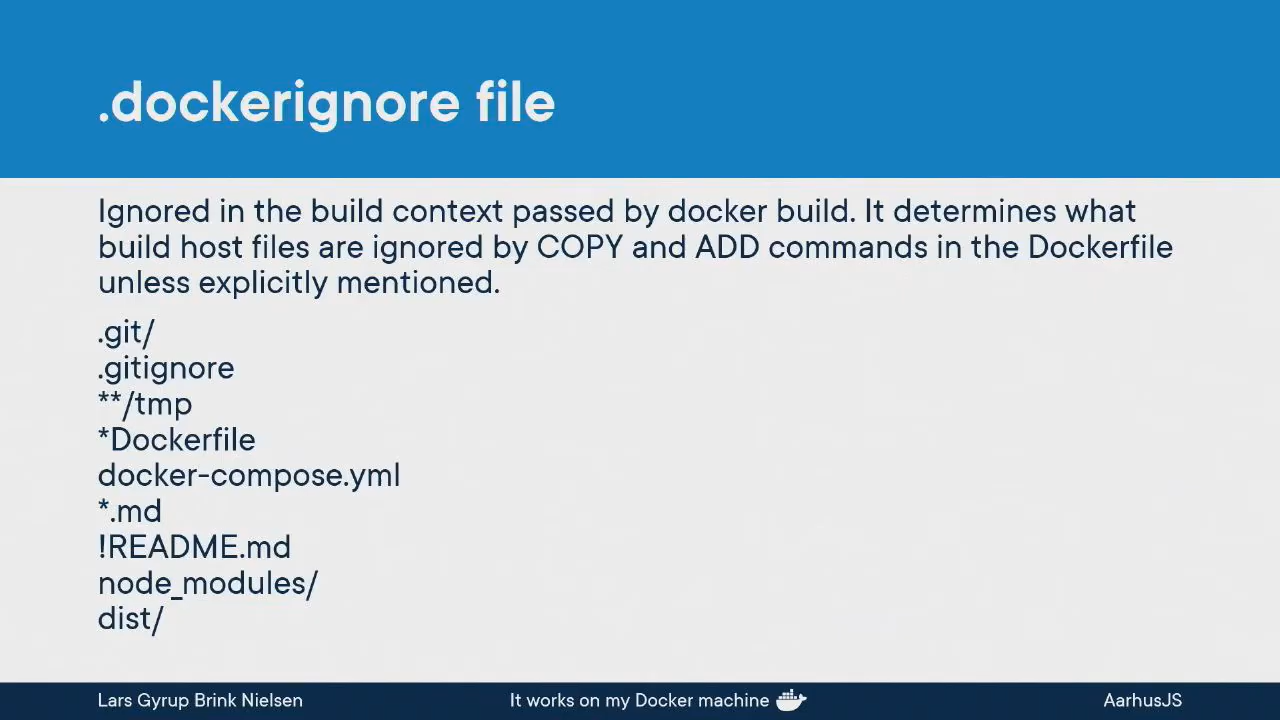 .dockerignore file
Ignored in the build context passed by docker build. It determines what
build host files are ignored by COPY and ADD commands in the Dockerfile
unless explicitly mentioned.
.git/
.gitignore
**/tmp
*Dockerfile
docker-compose.yml
*.md
!README.md
node_modules/
dist/
Lars Gyrup Brink Nielsen
It works on my Docker machine
AarhusJS